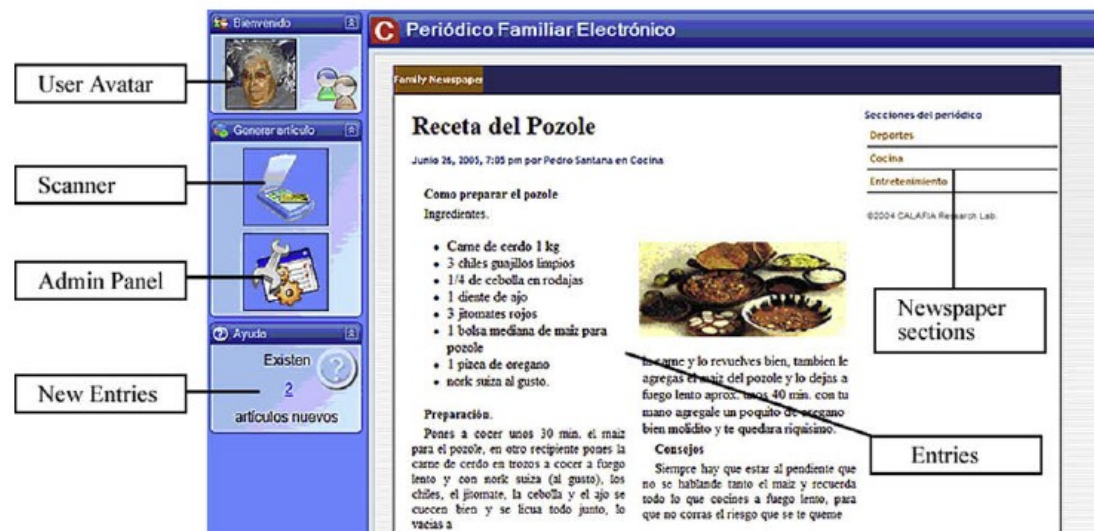 User Avatar
Scanner
Admin Panel
New Entries
Bienvenido
Generar artículo
Ayuda
Existen
2
artículos nuevos
C Periódico Familiar Electrónico
Family Newspaper
Receta del Pozole
Junio 26, 2005, 7:05 pm por Pedro Santana en Cocina
Como preparar el pozole
Ingredientes.
• Carne de cerdo 1 kg
• 3 chiles guajillos limpios
• 1/4 de cebolla en rodajas
• 1 diente de ajo
• 3 jitomates rojos
• 1 bolsa mediana de maiz para
pozole
• 1 pizca de oregano
• nork suiza al gusto.
Preparación.
Pones a cocer unos 30 min. el maiz
para el pozole, en otro recipiente pones la
carne de cerdo en trozos a cocer a fuego
lento y con nork suiza (al gusto), los
chiles, el jitomate, la cebolla y el ajo se
cuecen bien y se licua todo junto, lo
vacias a
la carne y lo revuelves bien, tambien le
agregas el maiz del pozole y lo dejas a
fuego lento aprox. unos 40 min. con tu
mano agregale un poquito de oregano
bien molidito y te quedara riquisimo.
Consejos
Siempre hay que estar al pendiente que
no se hablande tanto el maiz y recuerda
todo lo que cocines a fuego lento, para
que no corras el riesgo que se te queme
Secciones del periódico
Deportes
Cocina
Entretenimiento
©2004 CALAFIA Research Lab.
Newspaper
sections
Entries